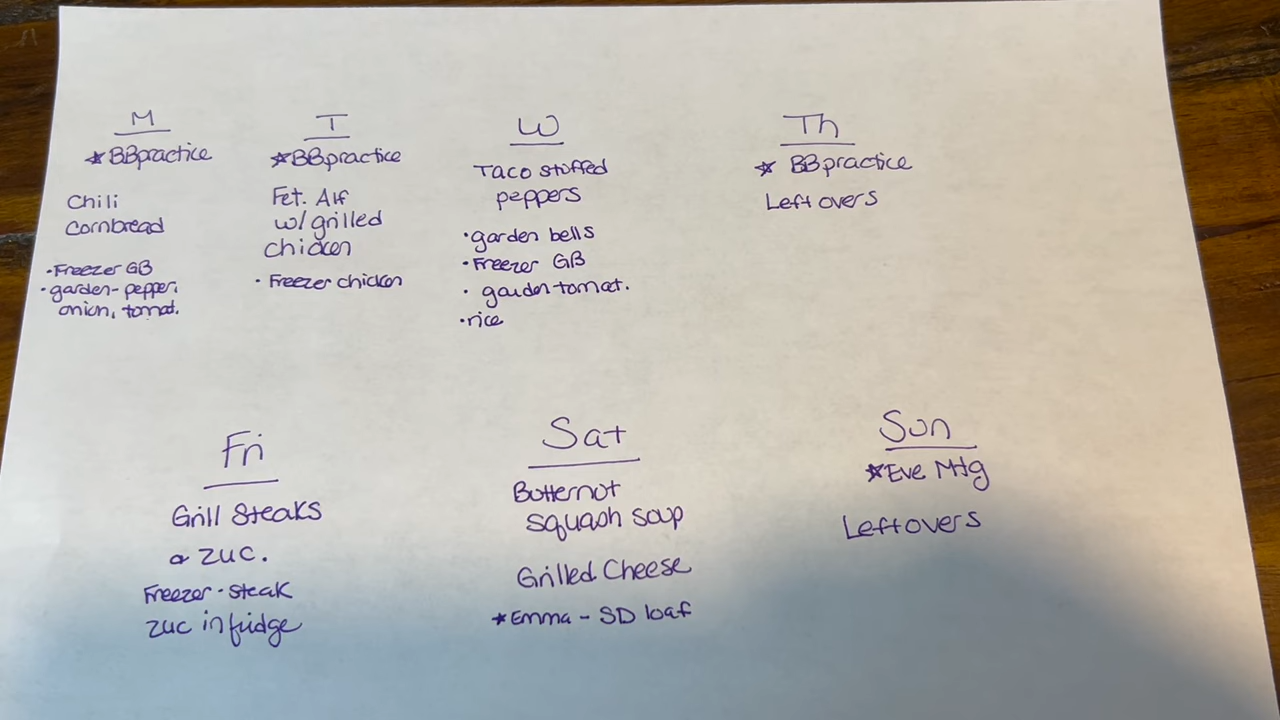 M
★BBpractice
Chili
Cornbread
•Freezer GB
•garden-pepper,
onion, tomat.
T
★BBpractice
Fet. Alf
w/grilled
chicken
• Freezer chicken
W
Taco stuffed
peppers
•garden bells
•Freezer GB
• garden tomat.
•rice
Th
★ BBpractice
Leftovers
Fri
Grill Steaks
& zuc.
Freezer-steak
zuc in fridge
Sat
Butternut
squash soup
Grilled Cheese
★Emma - SD loaf
Sun
★Eve Mtg
Leftovers